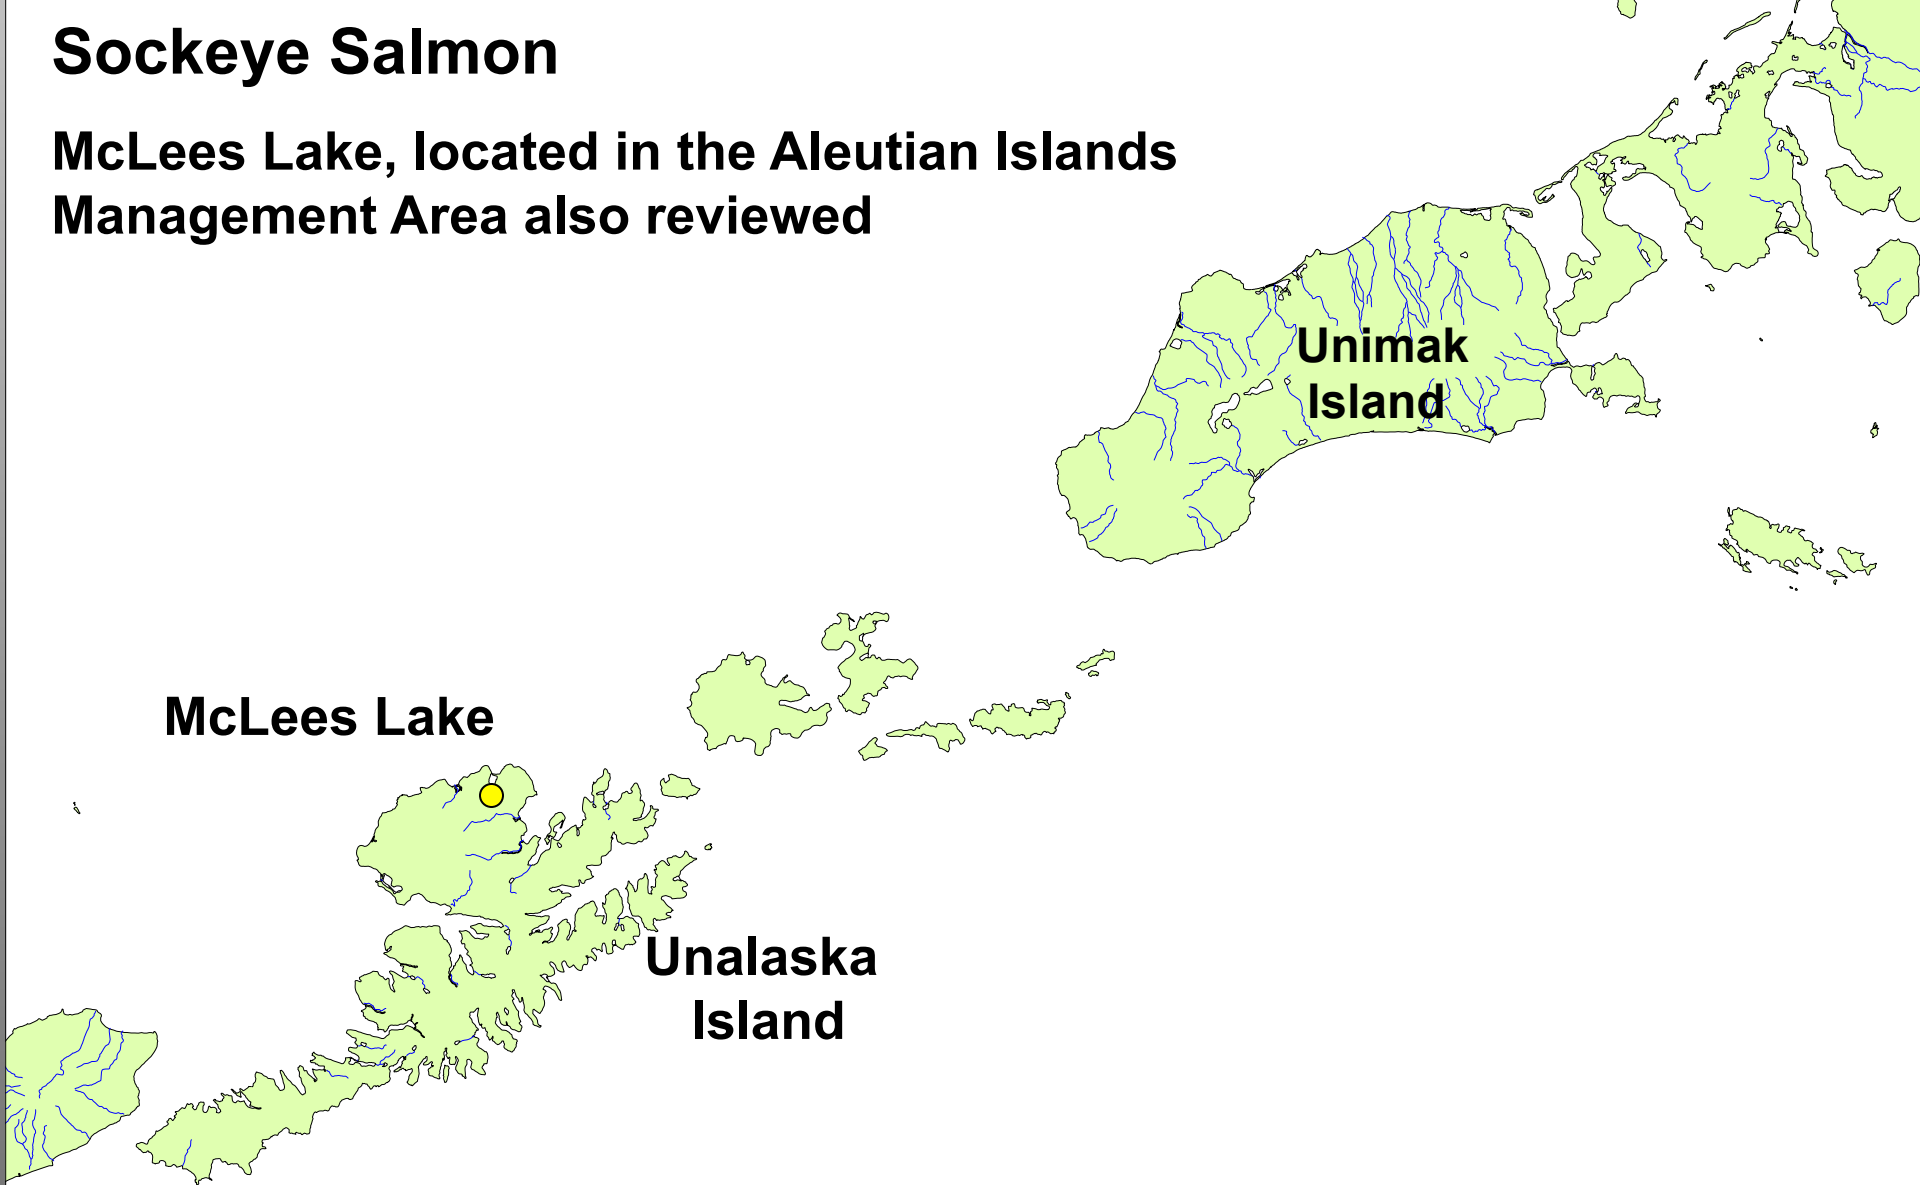 Sockeye Salmon
McLees Lake, located in the Aleutian Islands
Management Area also reviewed
Unimak
Island
McLees Lake
Unalaska
Island